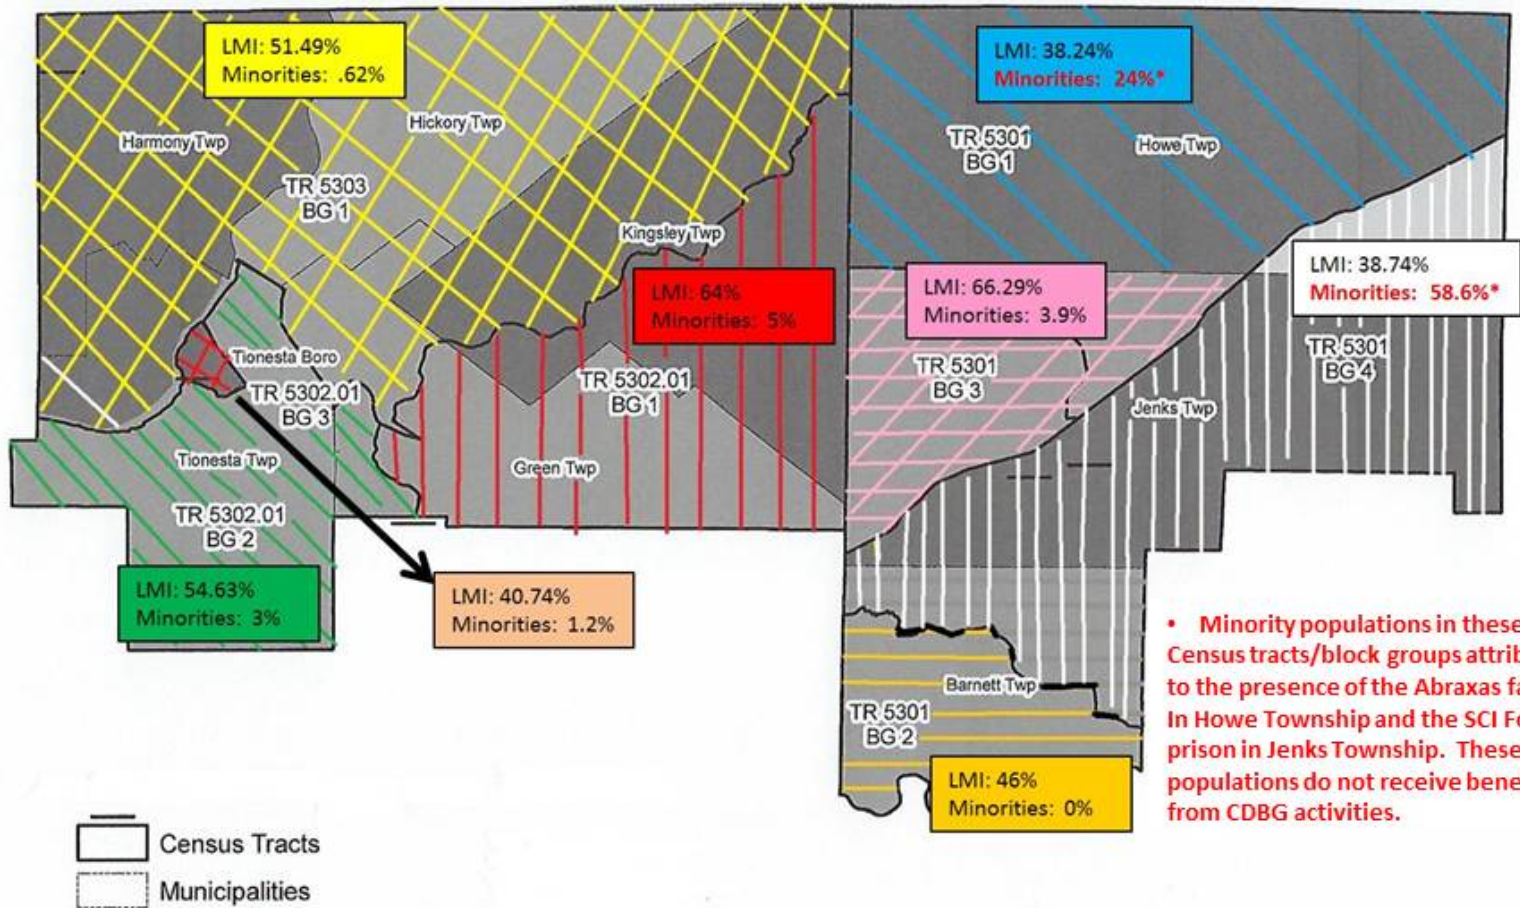 LMI: 51.49%
Minorities: .62%
LMI: 38.24%
Minorities: 24%*
Harmony Twp
Hickory Twp
TR 5301
BG 1
Howe Twp
TR 5303
BG 1
Kingsley Twp
LMI: 64%
Minorities: 5%
LMI: 66.29%
Minorities: 3.9%
LMI: 38.74%
Minorities: 58.6%*
Tionesta Boro
TR 5302.01
BG 3
TR 5302.01
BG 1
TR 5301
BG 3
TR 5301
BG 4
Jenks Twp
Tionesta Twp
Green Twp
TR 5302.01
BG 2
LMI: 54.63%
Minorities: 3%
LMI: 40.74%
Minorities: 1.2%
Barnett Twp
TR 5301
BG 2
LMI: 46%
Minorities: 0%
• Minority populations in these
Census tracts/block groups attrib
to the presence of the Abraxas fa
In Howe Township and the SCI Fo
prison in Jenks Township. These
populations do not receive bene
from CDBG activities.
Census Tracts
Municipalities